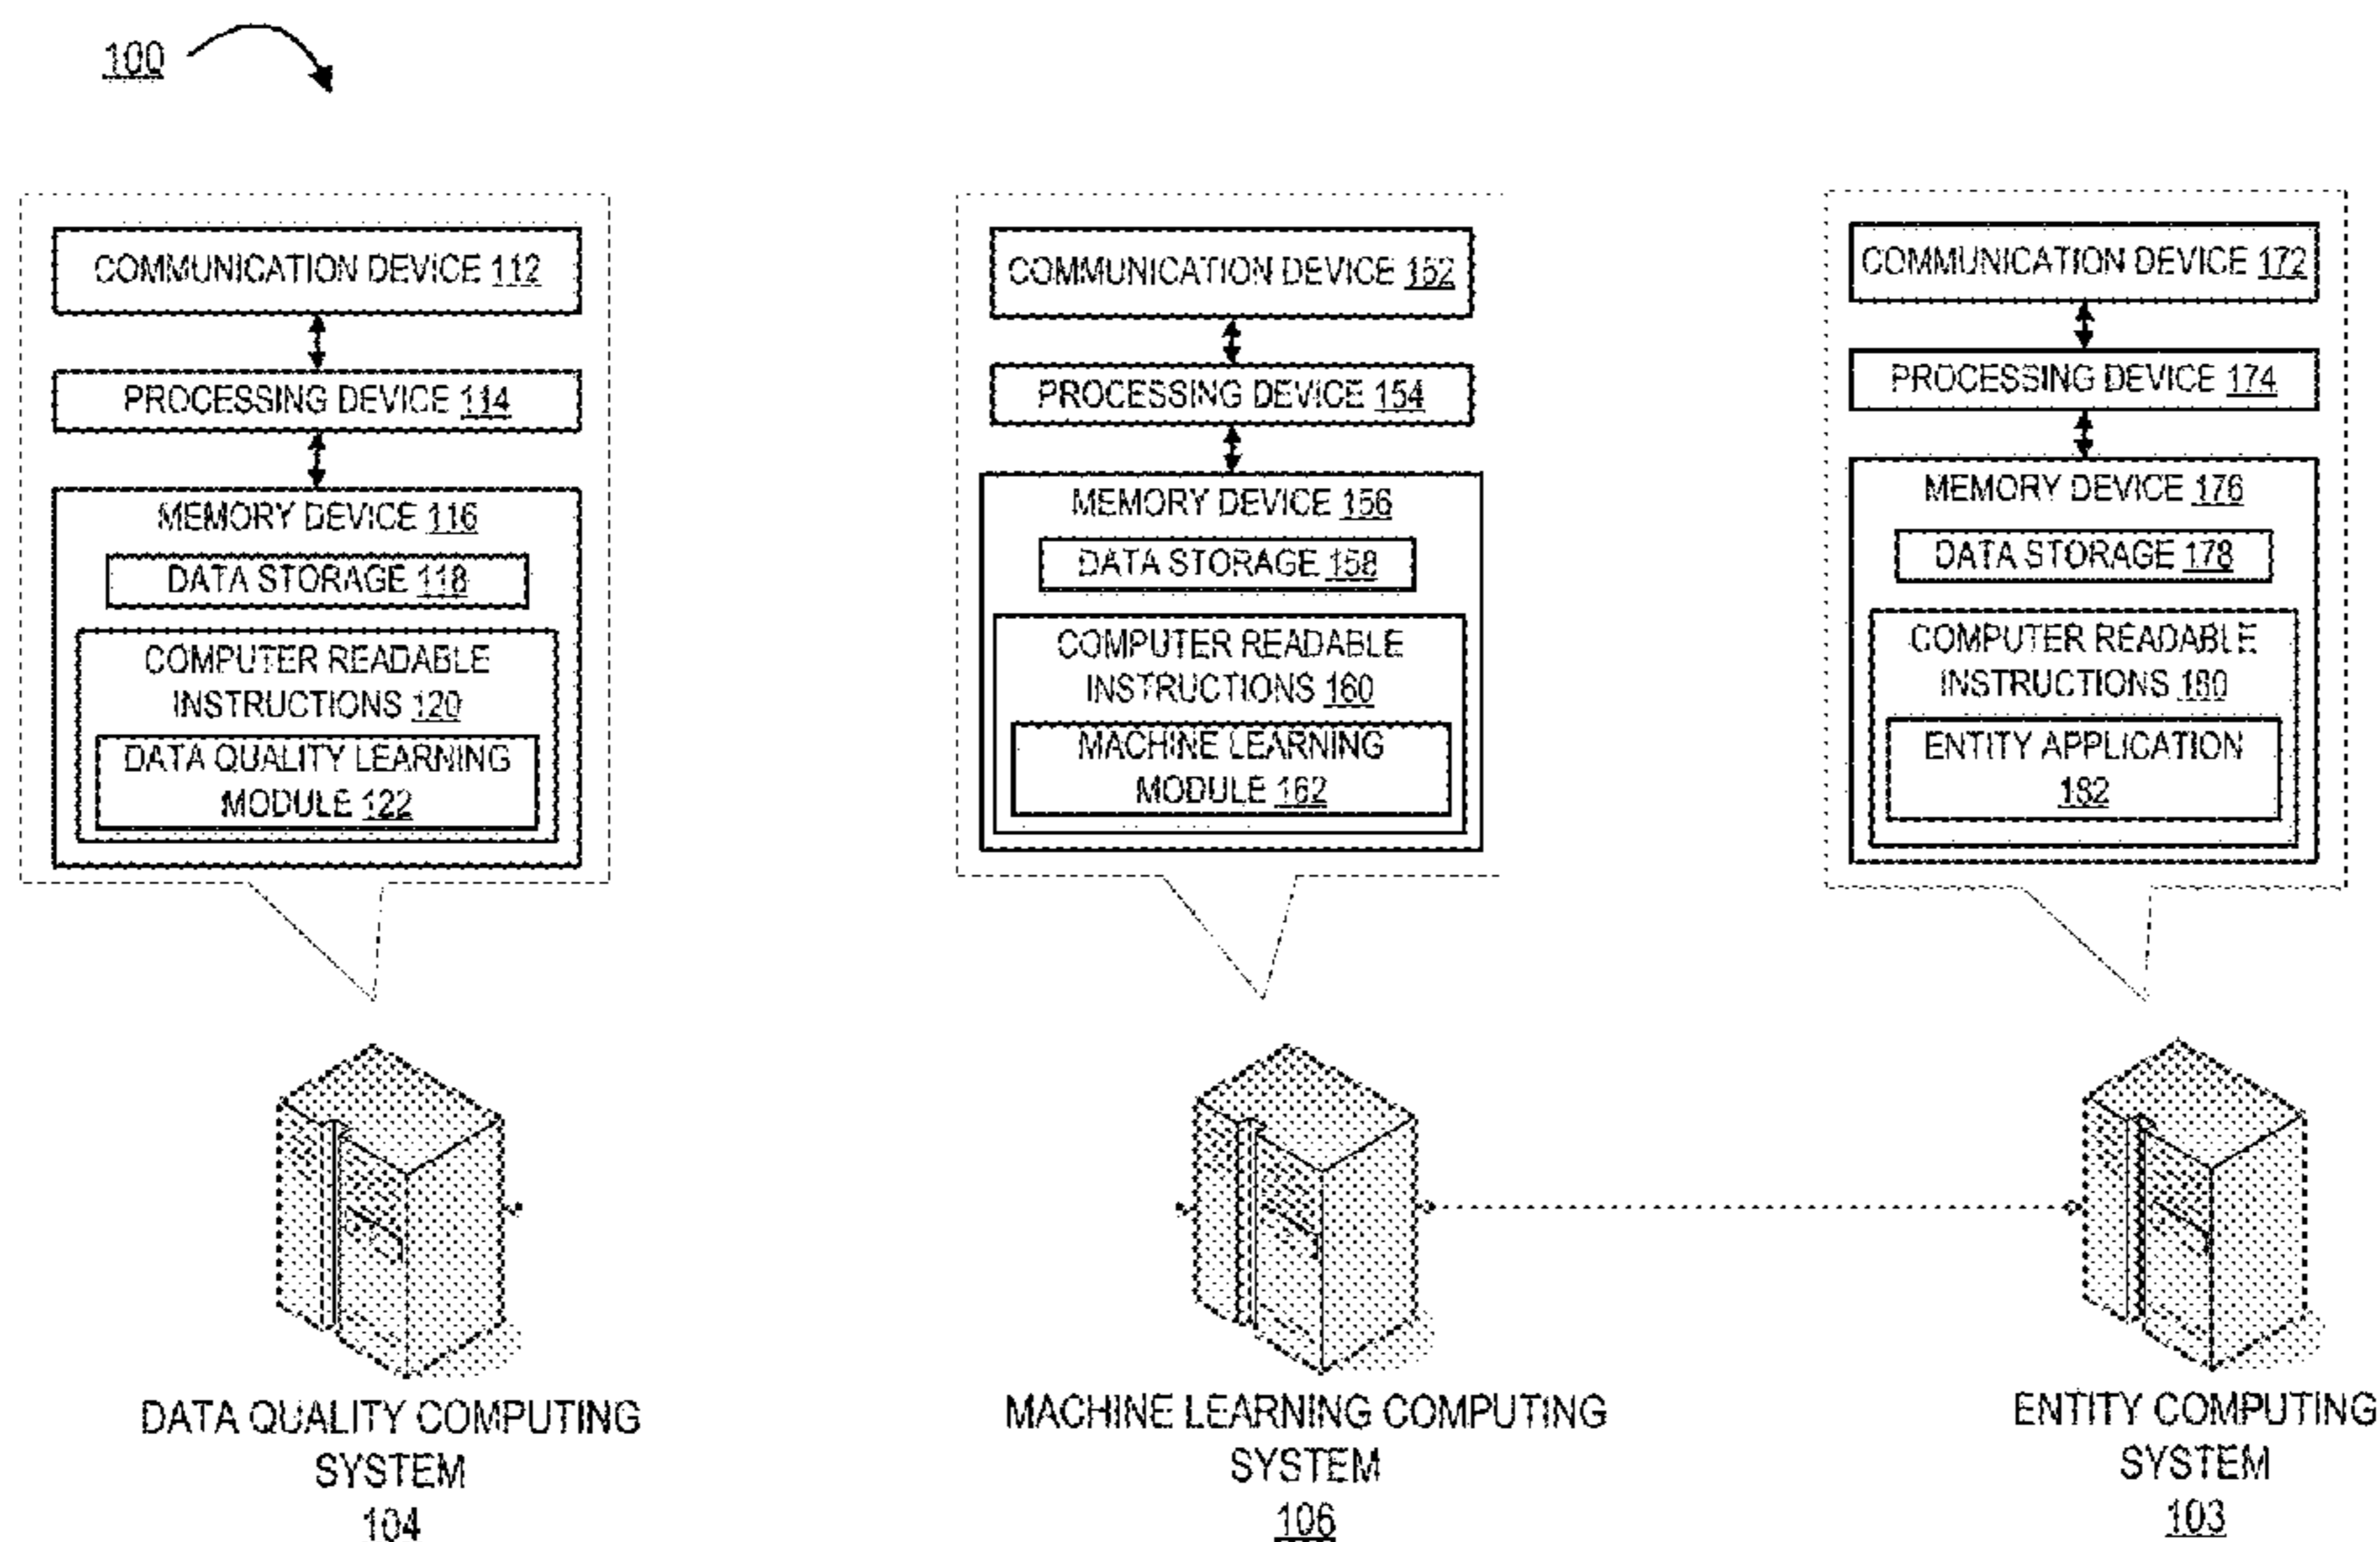 100
COMMUNICATION DEVICE 112
PROCESSING DEVICE 114
MEMORY DEVICE 116
DATA STORAGE 118
COMPUTER READABLE
INSTRUCTIONS 120
DATA QUALITY LEARNING
MODULE 122
DATA QUALITY COMPUTING
SYSTEM
104
COMMUNICATION DEVICE 152
PROCESSING DEVICE 154
MEMORY DEVICE 156
DATA STORAGE 158
COMPUTER READABLE
INSTRUCTIONS 160
MACHINE LEARNING
MODULE 162
MACHINE LEARNING COMPUTING
SYSTEM
106
COMMUNICATION DEVICE 172
PROCESSING DEVICE 174
MEMORY DEVICE 176
DATA STORAGE 178
COMPUTER READABLE
INSTRUCTIONS 180
ENTITY APPLICATION
182
ENTITY COMPUTING
SYSTEM
103